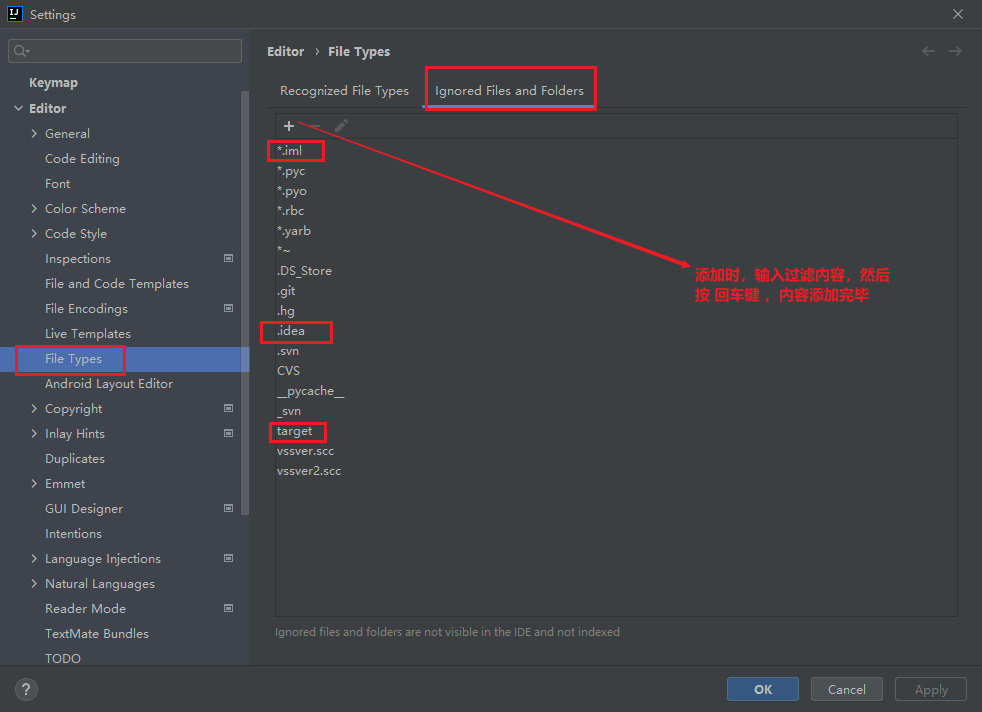 Settings
Keymap
Editor
General
Code Editing
Font
Color Scheme
Code Style
Inspections
File and Code Templates
File Encodings
Live Templates
File Types
Android Layout Editor
Copyright
Inlay Hints
Duplicates
Emmet
GUI Designer
Intentions
Language Injections
Natural Languages
Reader Mode
TextMate Bundles
TODO
Editor › File Types
Recognized File Types Ignored Files and Folders
*.iml
*.pyc
*.pyo
*.rbc
*.yarb
*~
.DS_Store
.git
.hg
.idea
.svn
CVS
__pycache__
_svn
target
vssver.scc
vssver2.scc
添加时，输入过滤内容，然后
按 回车键 ，内容添加完毕
Ignored files and folders are not visible in the IDE and not indexed
? OK Cancel Apply